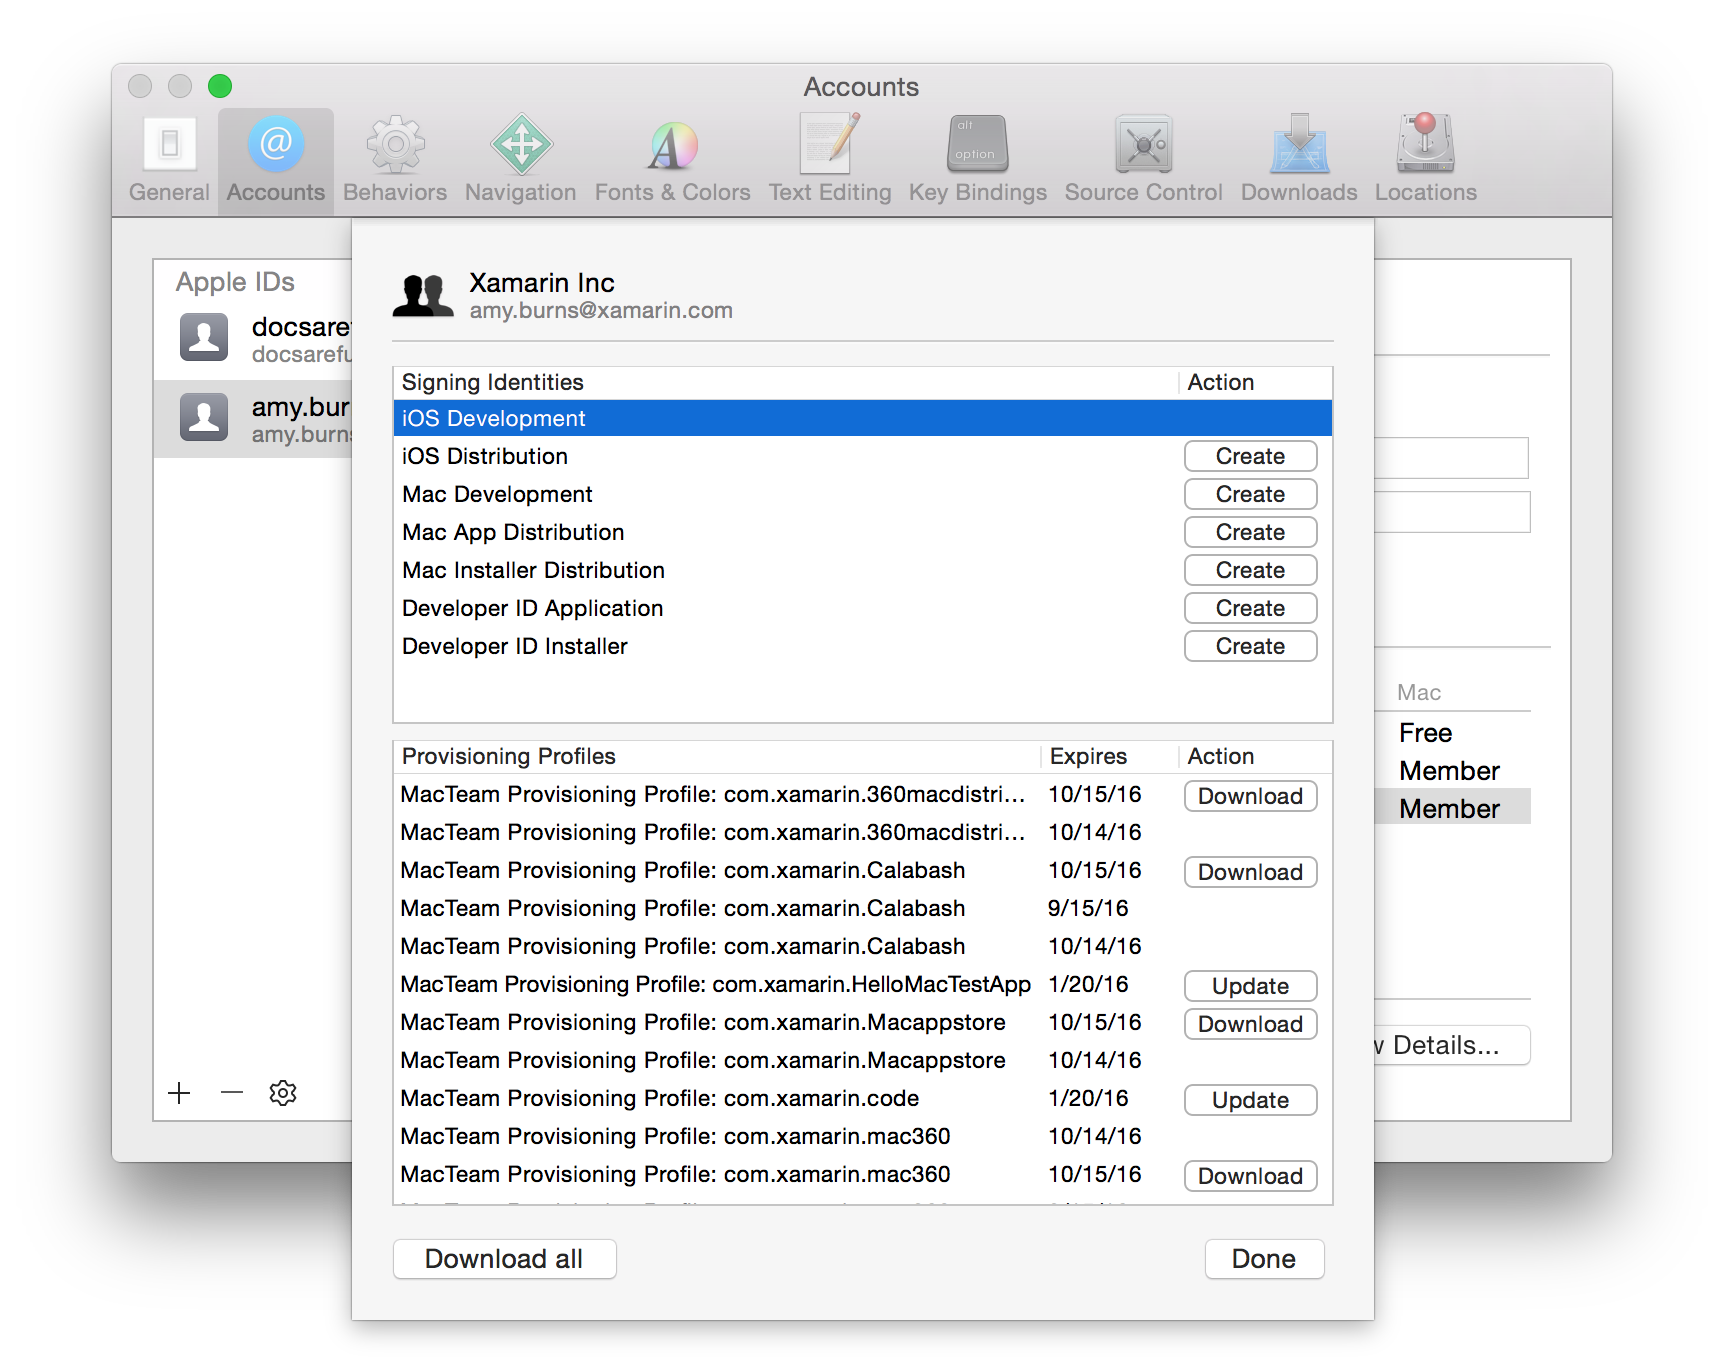 Accounts
alt
option
General Accounts Behaviors Navigation Fonts & Colors Text Editing Key Bindings Source Control Downloads Locations
Apple IDs
amy.bur
Xamarin Inc
amy.burns@xamarin.com
Signing Identities Action
iOS Development
iOS Distribution Create
Mac Development Create
Mac App Distribution Create
Mac Installer Distribution Create
Developer ID Application Create
Developer ID Installer Create
Provisioning Profiles Expires Action
MacTeam Provisioning Profile: com.xamarin.360macdistri... 10/15/16 Download
MacTeam Provisioning Profile: com.xamarin.360macdistri... 10/14/16
MacTeam Provisioning Profile: com.xamarin.Calabash 10/15/16 Download
MacTeam Provisioning Profile: com.xamarin.Calabash 9/15/16
MacTeam Provisioning Profile: com.xamarin.Calabash 10/14/16
MacTeam Provisioning Profile: com.xamarin.HelloMacTestApp 1/20/16 Update
MacTeam Provisioning Profile: com.xamarin.Macappstore 10/15/16 Download
MacTeam Provisioning Profile: com.xamarin.Macappstore 10/14/16
MacTeam Provisioning Profile: com.xamarin.code 1/20/16 Update
MacTeam Provisioning Profile: com.xamarin.mac360 10/14/16
MacTeam Provisioning Profile: com.xamarin.mac360 10/15/16 Download
Download all Done
Mac
Free
Member
Member
Details...